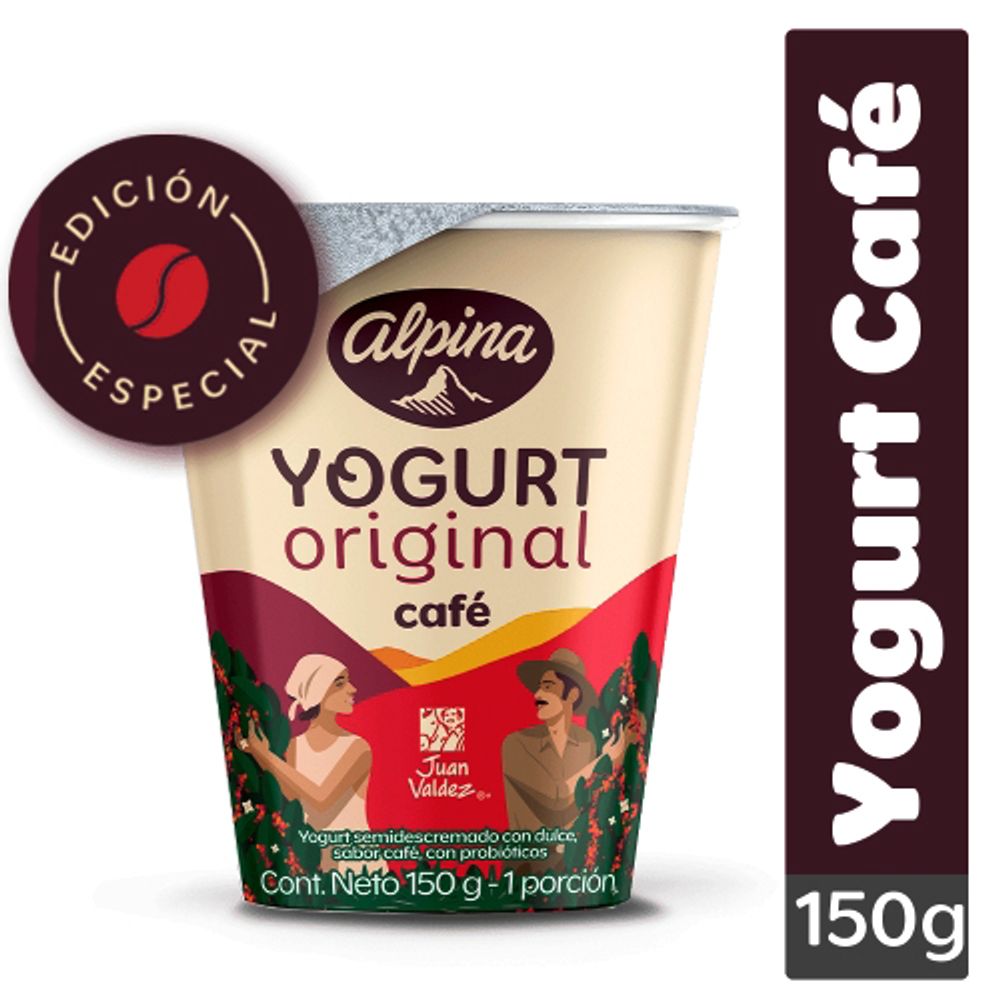 EDICIÓN
ESPECIAL
alpina
YOGURT
original
café
Juan
Valdez
Yogurt semidescremado con dulce,
sabor café, con probióticos
Cont. Neto 150 g - 1 porción
Yogurt Café
150g